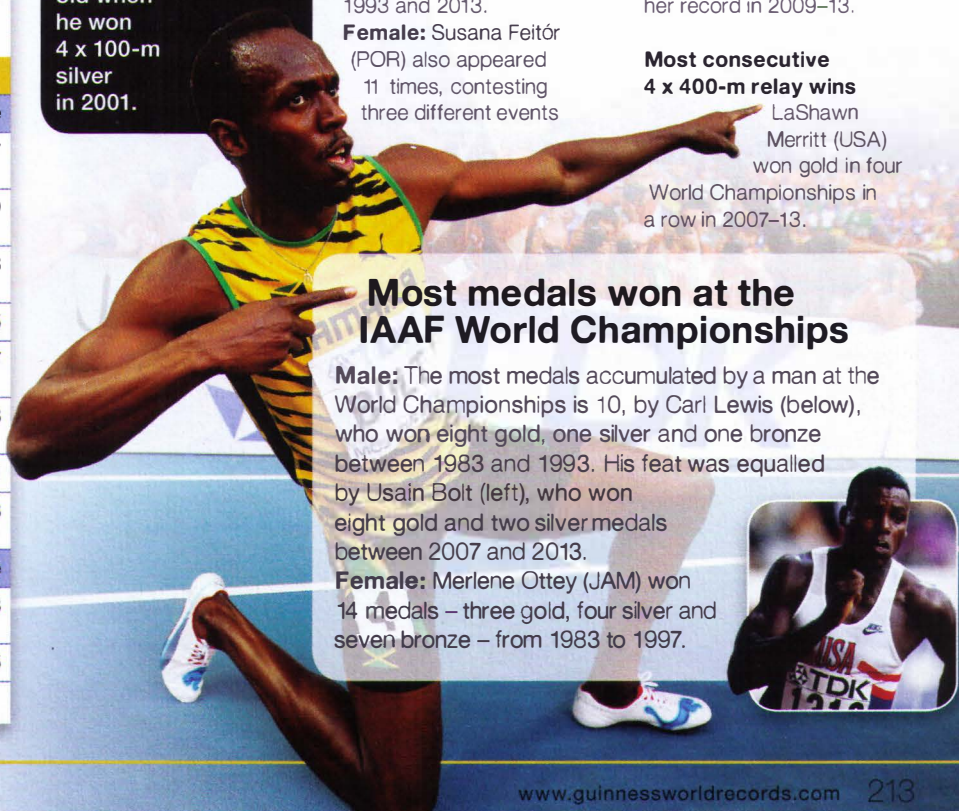 he won
4 x 100-m
silver
in 2001.
1993 and 2013.
Female: Susana Feitór
(POR) also appeared
11 times, contesting
three different events
her record in 2009–13.
Most consecutive
4 x 400-m relay wins
LaShawn
Merritt (USA)
won gold in four
World Championships in
a row in 2007–13.
Most medals won at the
IAAF World Championships
Male: The most medals accumulated by a man at the
World Championships is 10, by Carl Lewis (below),
who won eight gold, one silver and one bronze
between 1983 and 1993. His feat was equalled
by Usain Bolt (left), who won
eight gold and two silver medals
between 2007 and 2013.
Female: Merlene Ottey (JAM) won
14 medals – three gold, four silver and
seven bronze – from 1983 to 1997.
USA
TDK
www.guinnessworldrecords.com 213